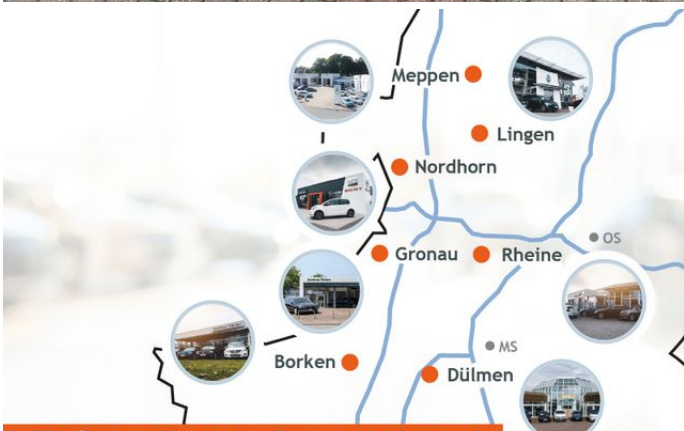 Meppen
Lingen
Nordhorn
OS
Gronau
Rheine
MS
Borken
Dülmen